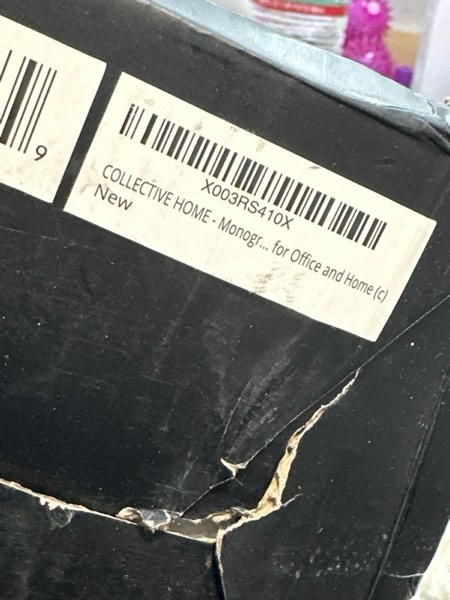 9
X003RS410X
COLLECTIVE HOME - Monogr... for Office and Home (c)
New